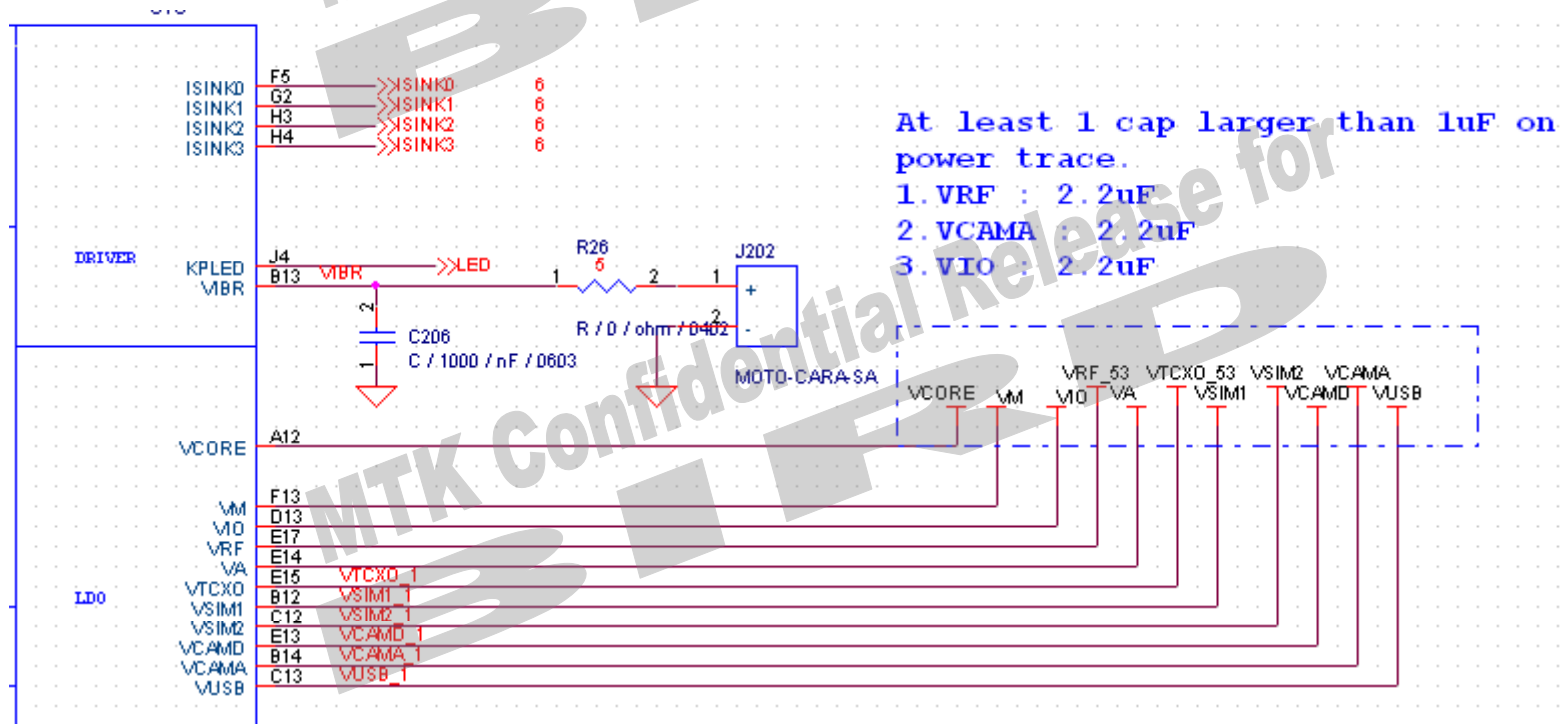 ISINK0 F5 ISINK0 6
ISINK1 G2 ISINK1 6
ISINK2 H3 ISINK2 6
ISINK3 H4 ISINK3 6
At least 1 cap larger than 1uF on
power trace.
1.VRF : 2.2uF
2.VCAMA : 2.2uF
3.VIO : 2.2uF
DRIVER
KPLED J4 LED
VIBR B13 VIBR
R26
6
1 2
R / 0 / ohm / 0402
J202
1 +
2 -
MOTO-CARA-SA
2
C206
C / 1000 / nF / 0603
1
VRF_53 VTCXO_53 VSIM2 VCAMA
VCORE VM VIO VA VSIM1 VCAMD VUSB
VCORE A12
VM F13
VIO D13
VRF E17
VA E14
VTCXO E15 VTCXO_1
VSIM1 B12 VSIM1_1
VSIM2 C12 VSIM2_1
VCAMD E13 VCAMD_1
VCAMA B14 VCAMA_1
VUSB C13 VUSB_1
LDO
MTK Confidential Release for
BIRD